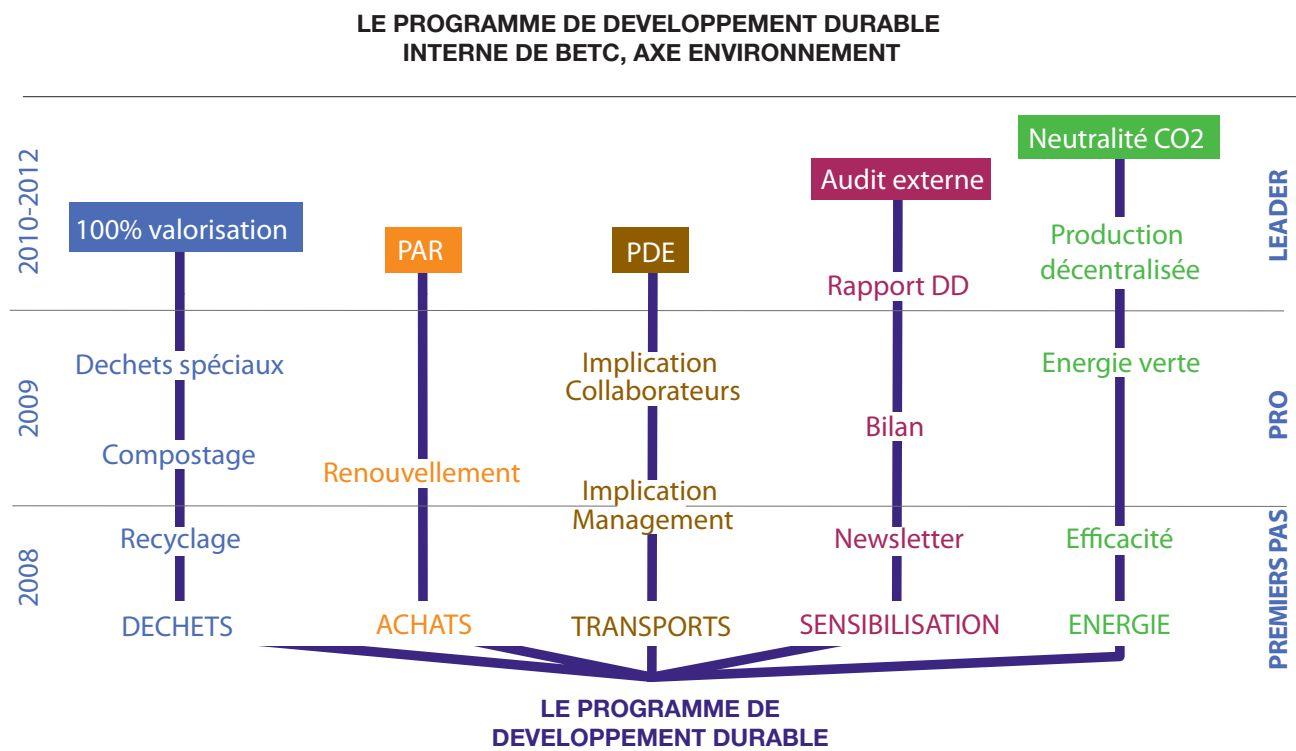 LE PROGRAMME DE DEVELOPPEMENT DURABLE
INTERNE DE BETC, AXE ENVIRONNEMENT
2010-2012
Neutralité CO2
Audit externe
100% valorisation
PAR
PDE
Production
décentralisée
Rapport DD
LEADER
2009
Dechets spéciaux
Implication
Collaborateurs
Energie verte
Bilan
Compostage
Renouvellement
Implication
Management
PRO
2008
Recyclage
Newsletter
Efficacité
DECHETS
ACHATS
TRANSPORTS
SENSIBILISATION
ENERGIE
PREMIERS PAS
LE PROGRAMME DE
DEVELOPPEMENT DURABLE